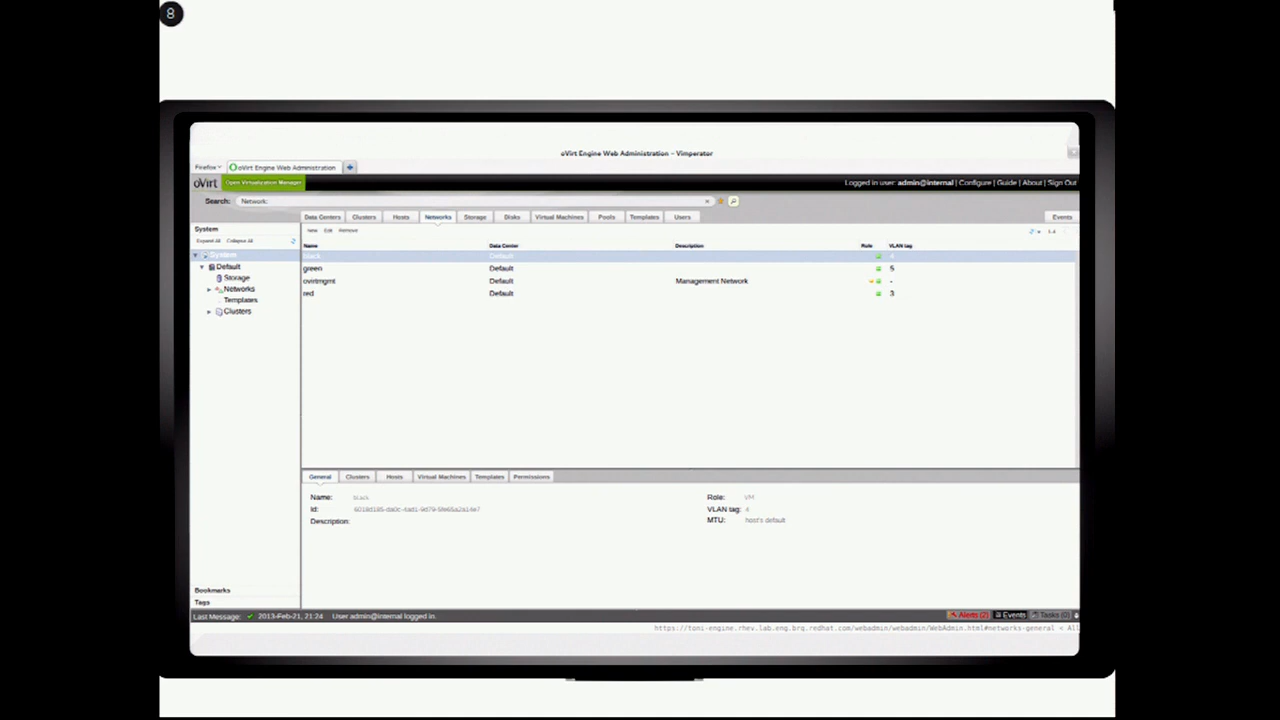 8
oVirt Engine Web Administration - Vimperator
Firefox
oVirt Engine Web Administration
oVirt Open Virtualization Manager
Logged in user: admin@internal | Configure | Guide | About | Sign Out
Search: Network:
Data Centers Clusters Hosts Networks Storage Disks Virtual Machines Pools Templates Users Events
System
Expand All Collapse All
System
Default
Storage
Networks
Templates
Clusters
New Edit Remove 1-4
Name Data Center Description Role VLAN tag
black Default 4
green Default 5
ovirtmgmt Default Management Network -
red Default 3
General Clusters Hosts Virtual Machines Templates Permissions
Name: black Role: VM
Id: VLAN tag: 4
Description: MTU: host's default
Bookmarks
Tags
Last Message: 2013-Feb-21, 21:24 User admin@internal logged in. Alerts (2) Events Tasks (0)
https://toni-engine.rhev.lab.eng.brq.redhat.com/webadmin/webadmin/WebAdmin.html#networks-general < All